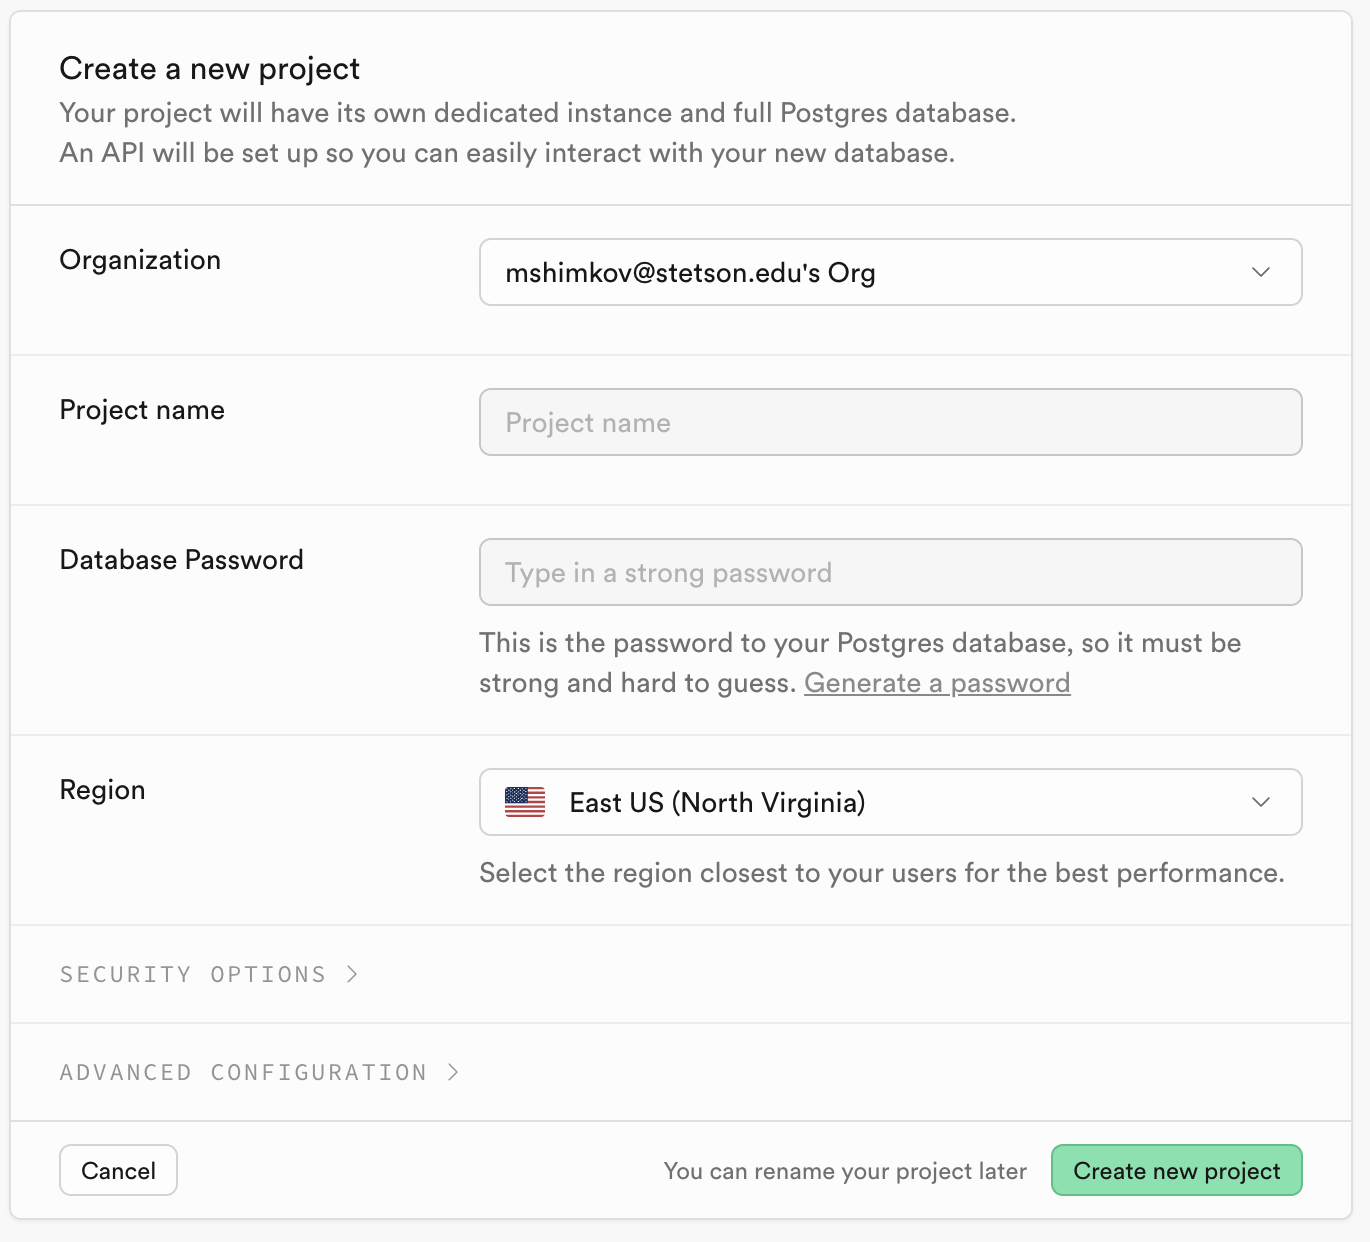 Create a new project
Your project will have its own dedicated instance and full Postgres database.
An API will be set up so you can easily interact with your new database.
Organization
mshimkov@stetson.edu's Org
Project name
Project name
Database Password
Type in a strong password
This is the password to your Postgres database, so it must be
strong and hard to guess. Generate a password
Region
East US (North Virginia)
Select the region closest to your users for the best performance.
SECURITY OPTIONS
ADVANCED CONFIGURATION
Cancel
You can rename your project later
Create new project